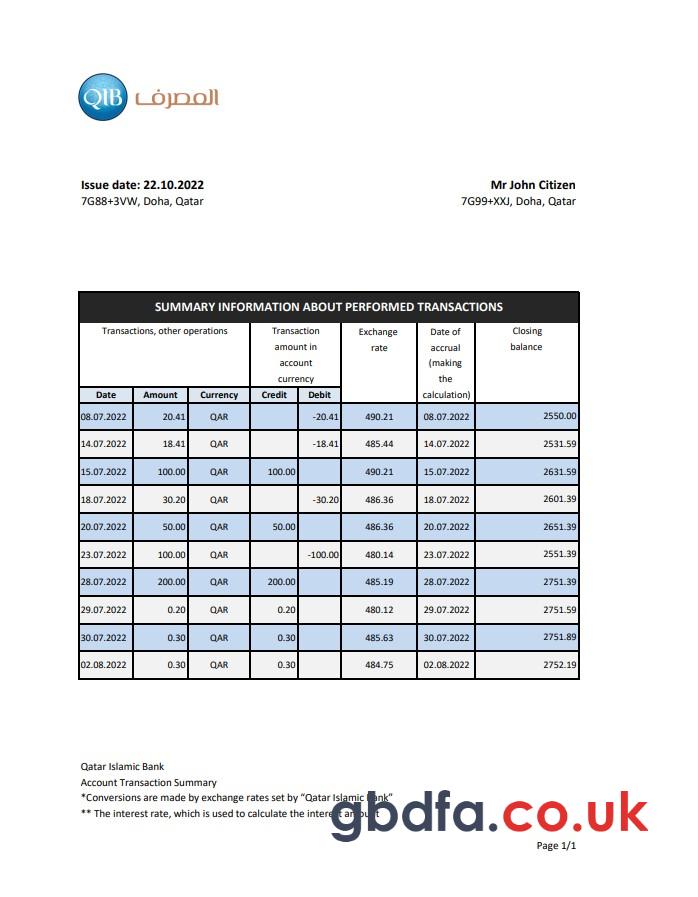 QIB المصرف
Issue date: 22.10.2022 Mr John Citizen
7G88+3VW, Doha, Qatar 7G99+XXJ, Doha, Qatar
SUMMARY INFORMATION ABOUT PERFORMED TRANSACTIONS
Transactions, other operations
Transaction
amount in
account
currency
Exchange
rate
Date of
accrual
(making
the
calculation)
Closing
balance
Date Amount Currency Credit Debit
08.07.2022 20.41 QAR -20.41 490.21 08.07.2022 2550.00
14.07.2022 18.41 QAR -18.41 485.44 14.07.2022 2531.59
15.07.2022 100.00 QAR 100.00 490.21 15.07.2022 2631.59
18.07.2022 30.20 QAR -30.20 486.36 18.07.2022 2601.39
20.07.2022 50.00 QAR 50.00 486.36 20.07.2022 2651.39
23.07.2022 100.00 QAR -100.00 480.14 23.07.2022 2551.39
28.07.2022 200.00 QAR 200.00 485.19 28.07.2022 2751.39
29.07.2022 0.20 QAR 0.20 480.12 29.07.2022 2751.59
30.07.2022 0.30 QAR 0.30 485.63 30.07.2022 2751.89
02.08.2022 0.30 QAR 0.30 484.75 02.08.2022 2752.19
Qatar Islamic Bank
Account Transaction Summary
*Conversions are made by exchange rates set by “Qatar Islamic Bank”
** The interest rate, which is used to calculate the interest amount
gbdfa.co.uk
Page 1/1